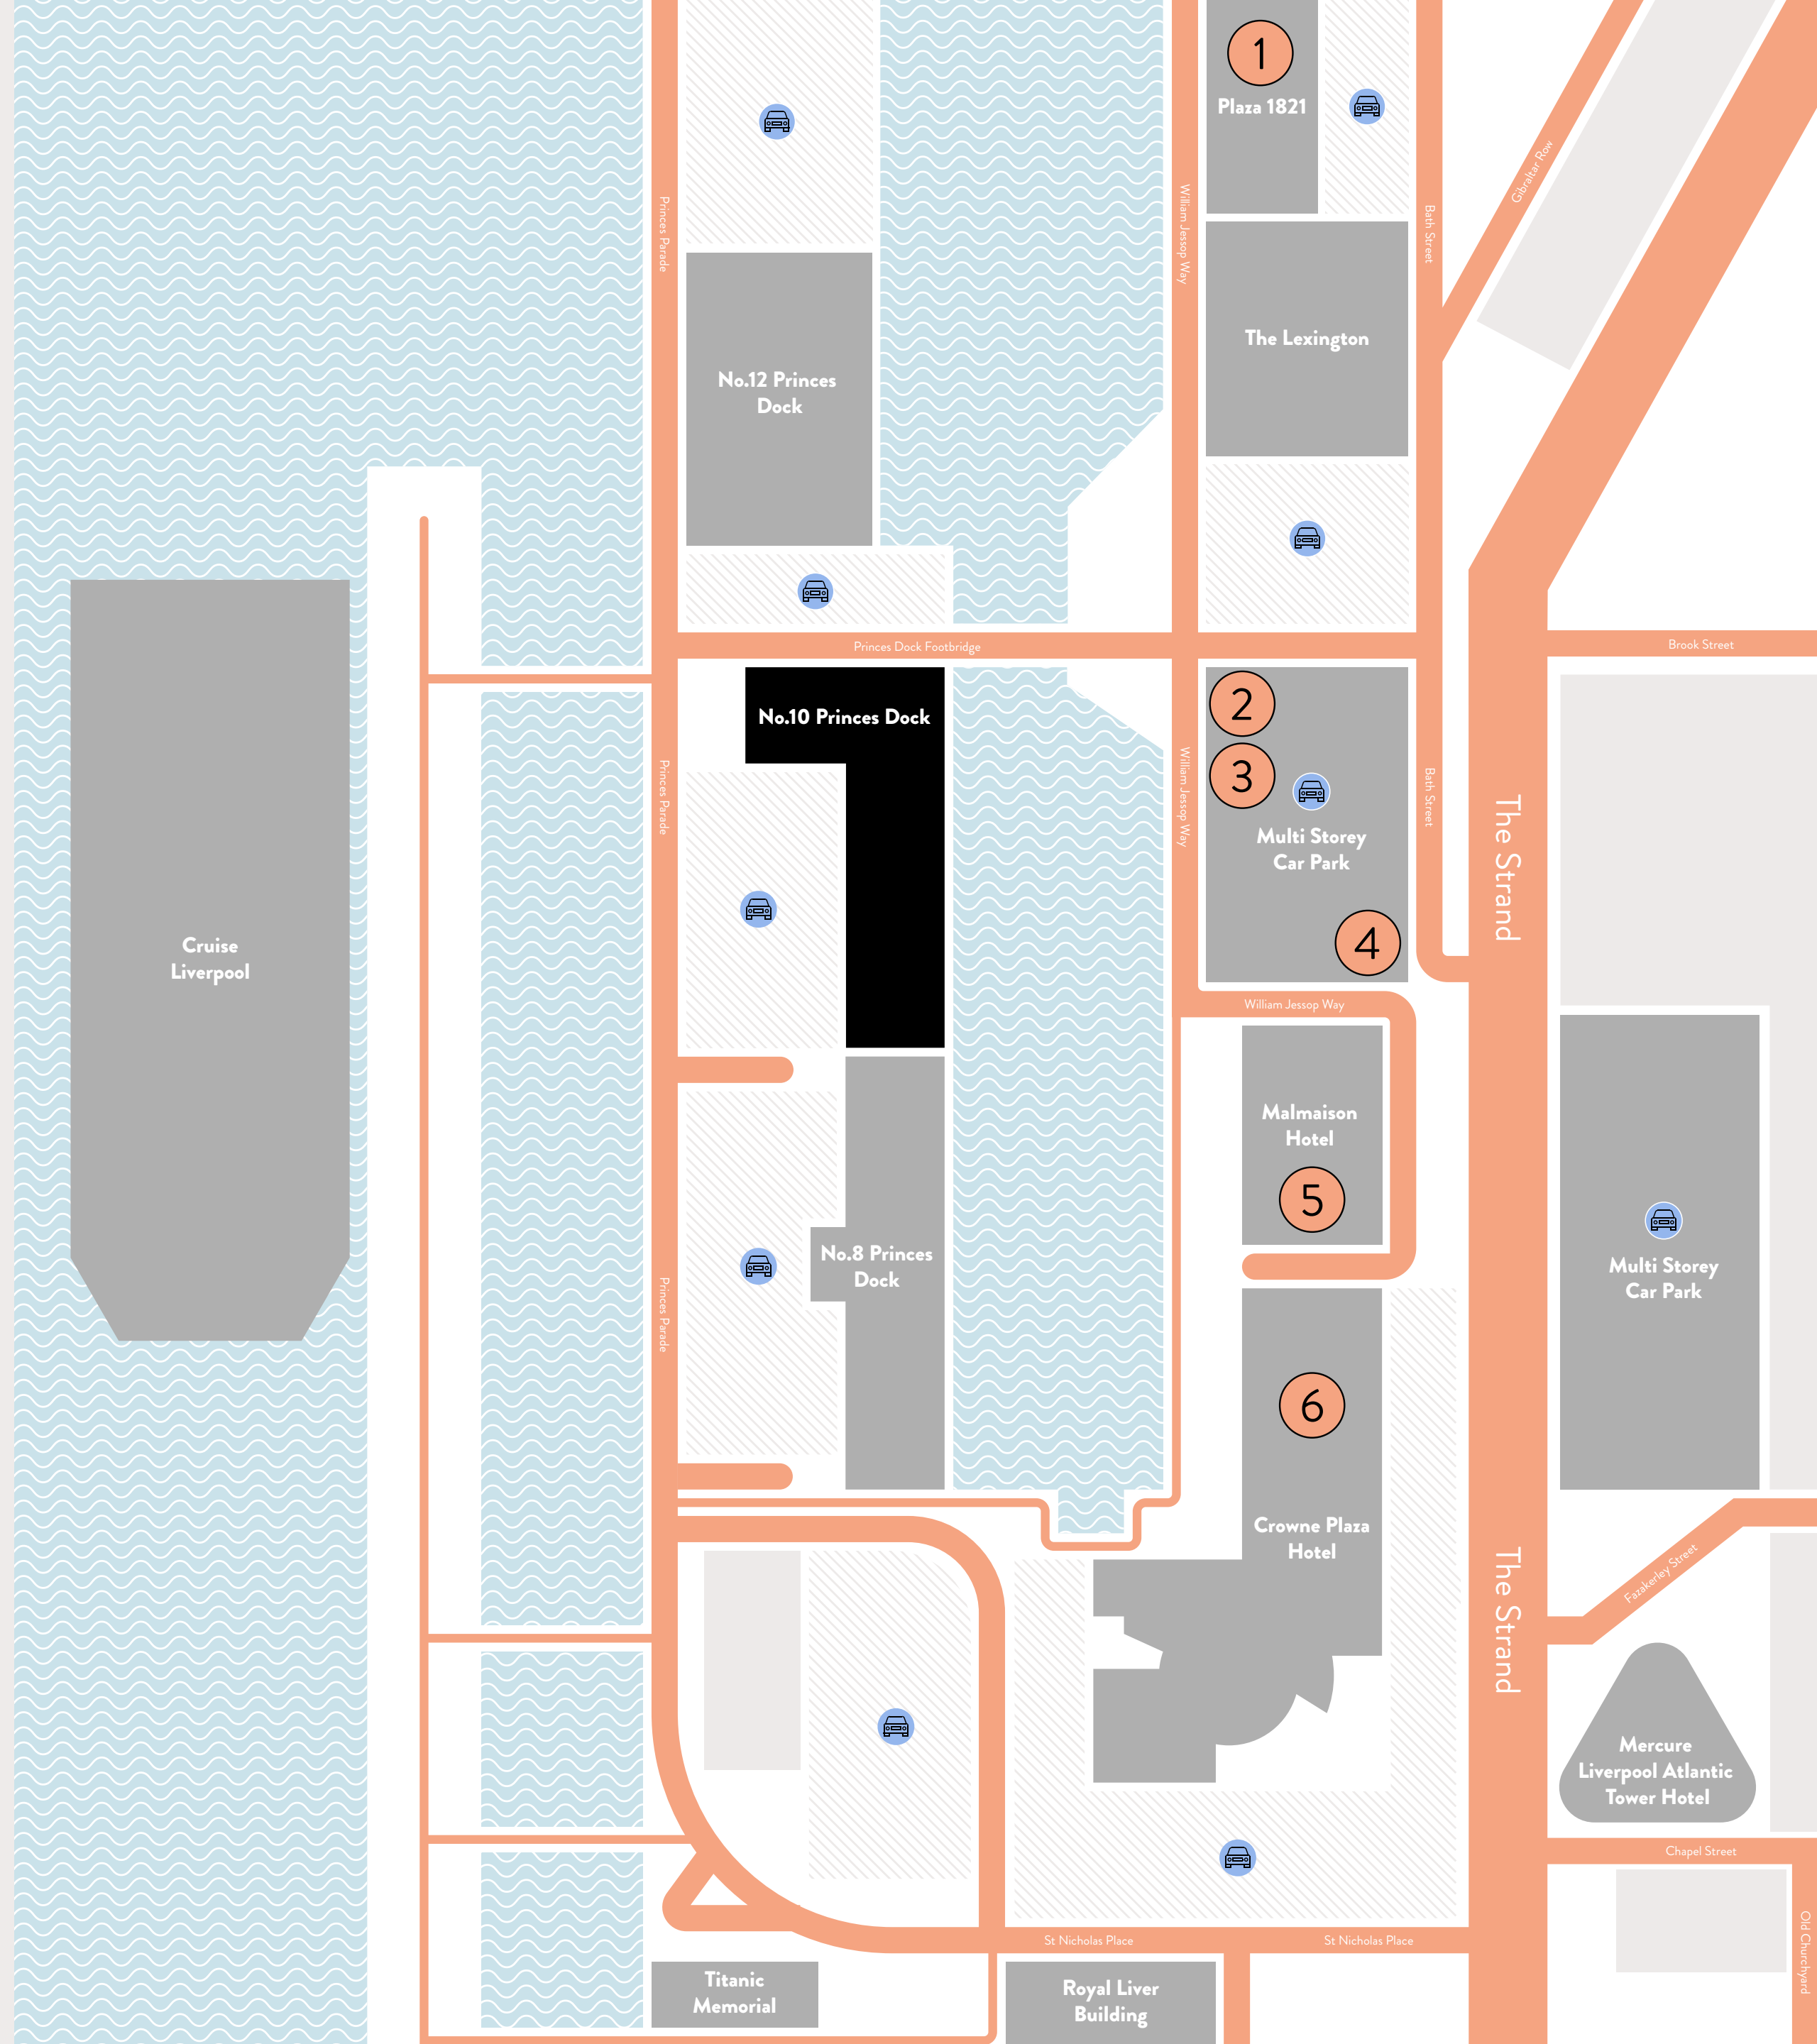 1
Plaza 1821
Gibraltar Row
Princes Parade
William Jessop Way
Bath Street
The Lexington
No.12 Princes
Dock
Princes Dock Footbridge
Brook Street
No.10 Princes Dock
2
3
Multi Storey
Car Park
4
Princes Parade
William Jessop Way
Bath Street
The Strand
Cruise
Liverpool
William Jessop Way
Malmaison
Hotel
5
No.8 Princes
Dock
Princes Parade
Multi Storey
Car Park
6
Crowne Plaza
Hotel
The Strand
Fazakerley Street
Mercure
Liverpool Atlantic
Tower Hotel
Chapel Street
Old Churchyard
St Nicholas Place
St Nicholas Place
Titanic
Memorial
Royal Liver
Building